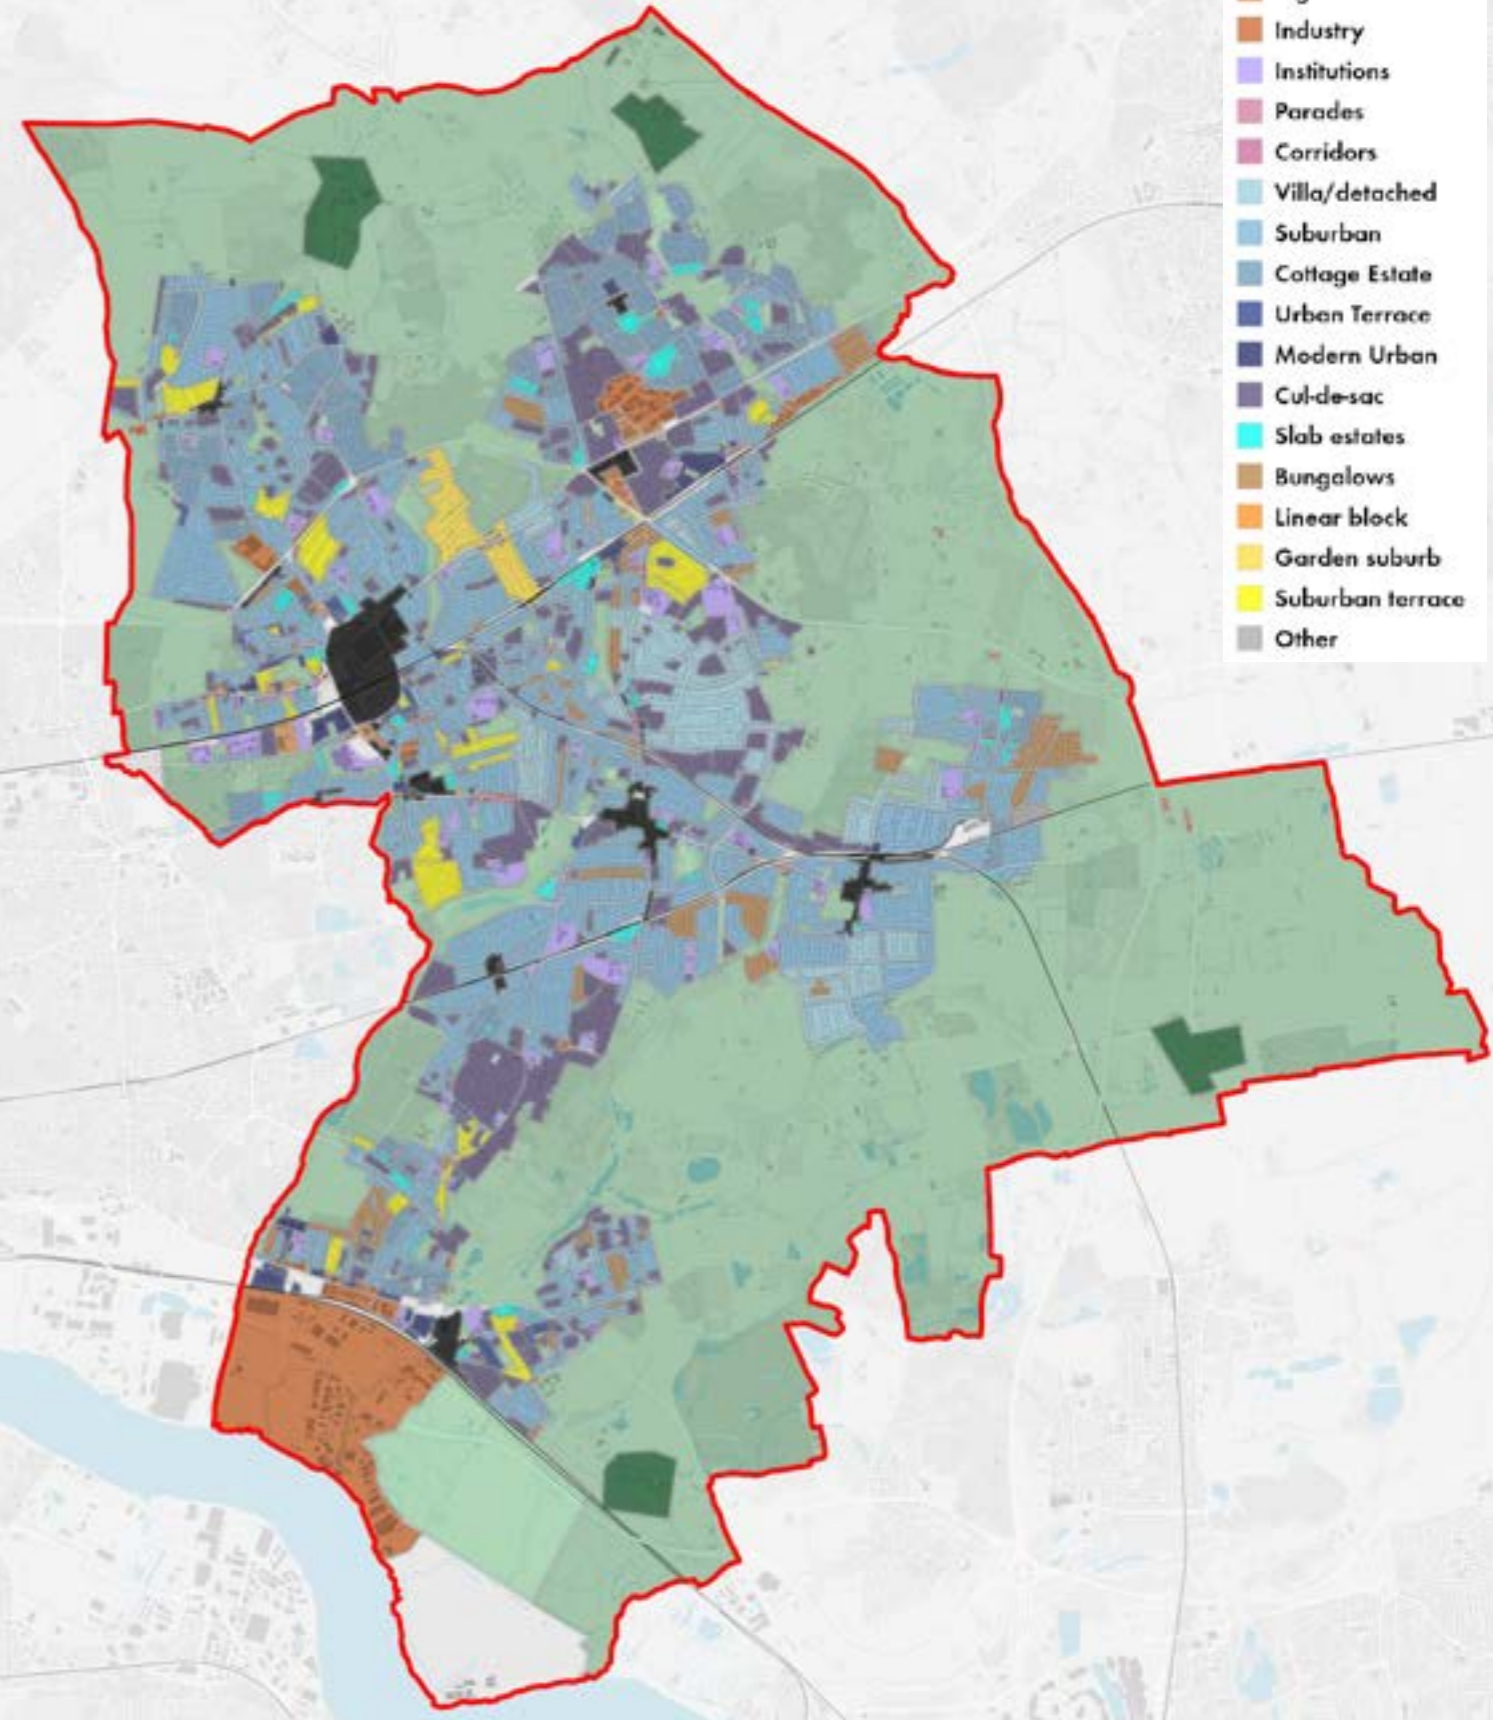 Industry
Institutions
Parades
Corridors
Villa/detached
Suburban
Cottage Estate
Urban Terrace
Modern Urban
Cul-de-sac
Slab estates
Bungalows
Linear block
Garden suburb
Suburban terrace
Other